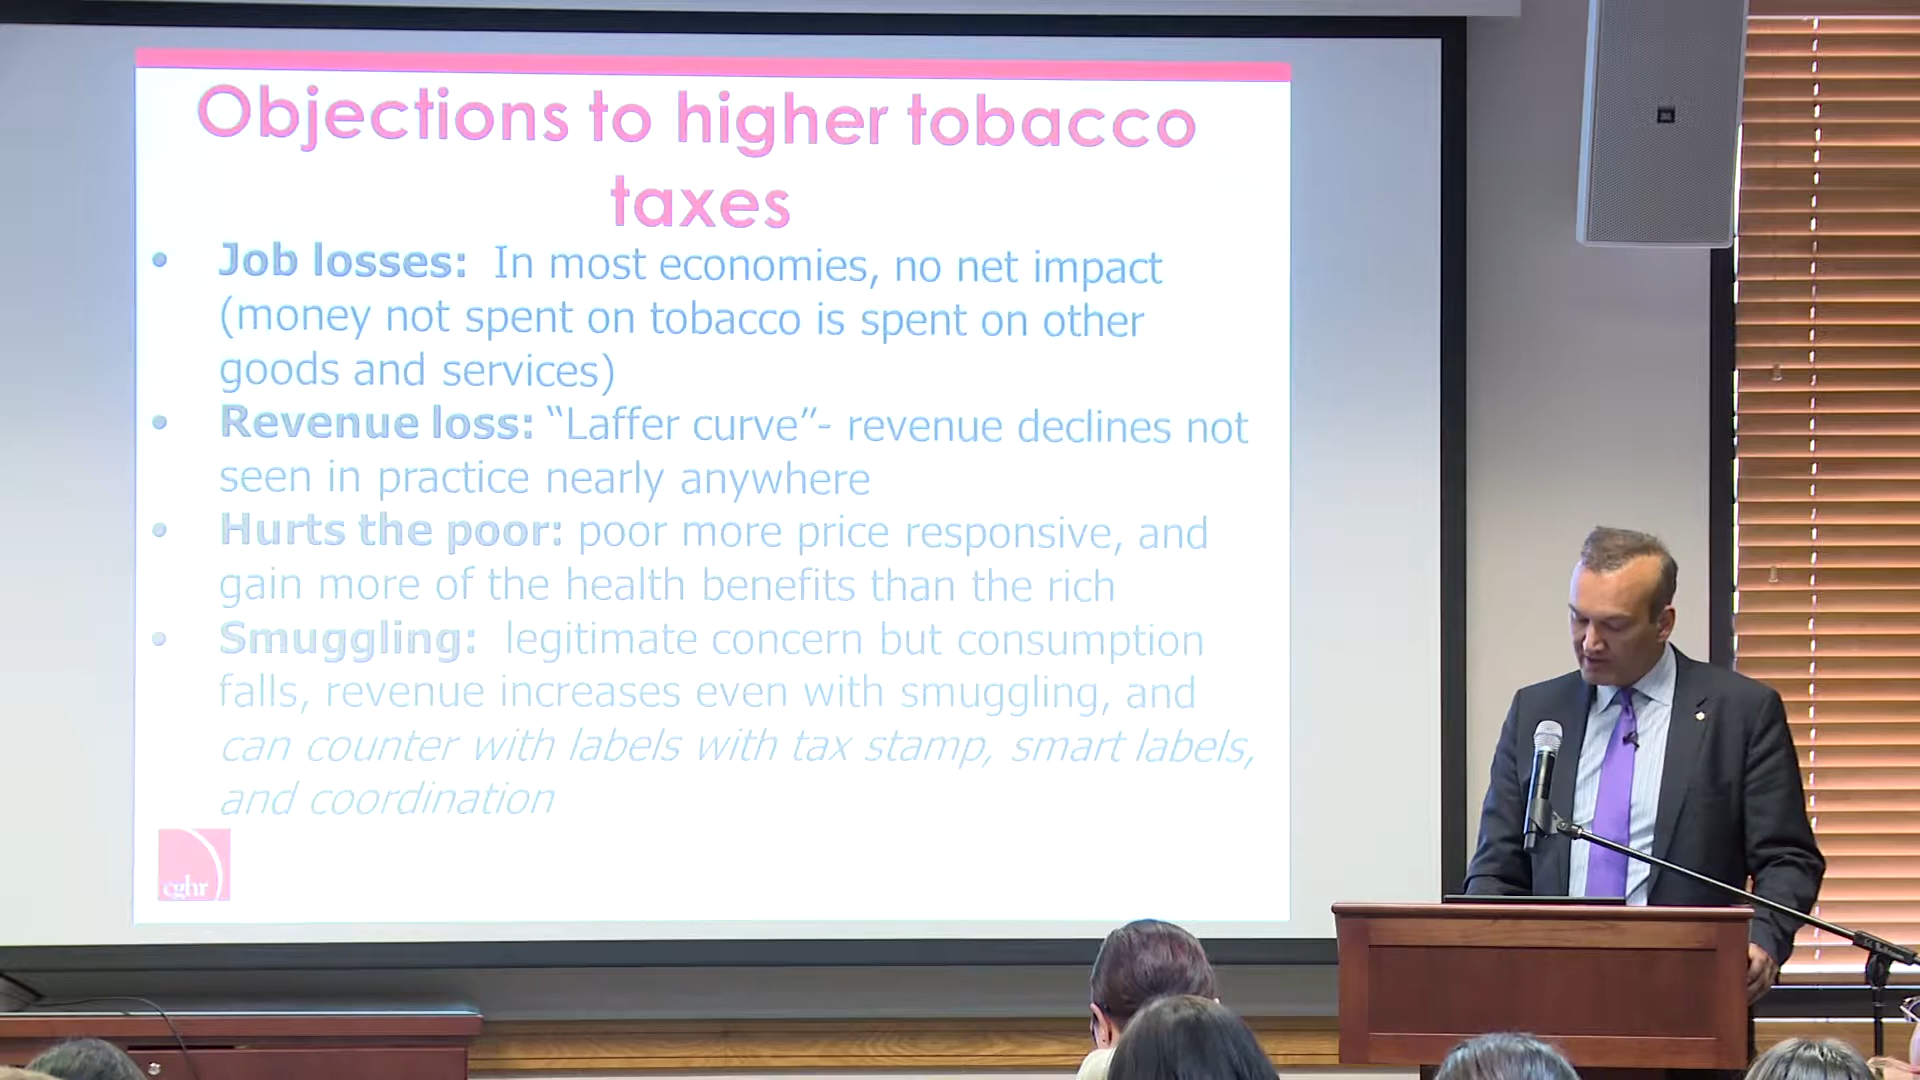 Objections to higher tobacco
taxes
• Job losses: In most economies, no net impact
(money not spent on tobacco is spent on other
goods and services)
• Revenue loss: “Laffer curve”- revenue declines not
seen in practice nearly anywhere
• Hurts the poor: poor more price responsive, and
gain more of the health benefits than the rich
• Smuggling: legitimate concern but consumption
falls, revenue increases even with smuggling, and
can counter with labels with tax stamp, smart labels,
and coordination
cghr